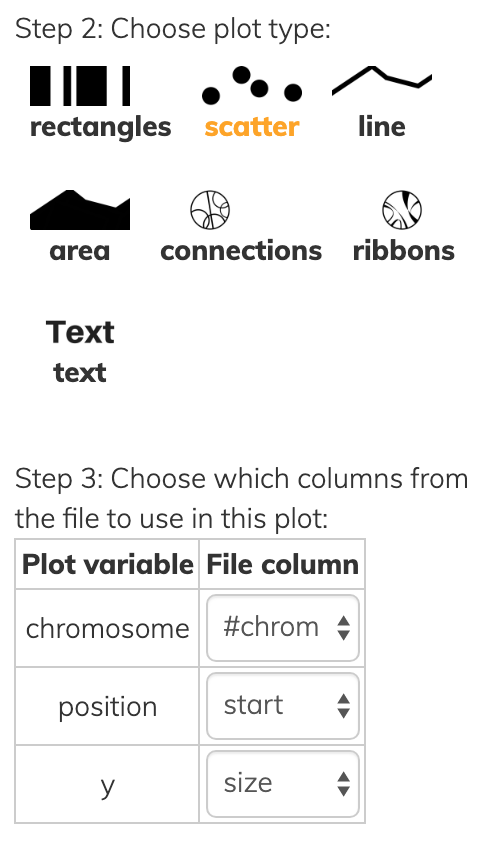 Step 2: Choose plot type:
rectangles scatter line
area connections ribbons
Text
text
Step 3: Choose which columns from
the file to use in this plot:
Plot variable File column
chromosome #chrom
position start
y size